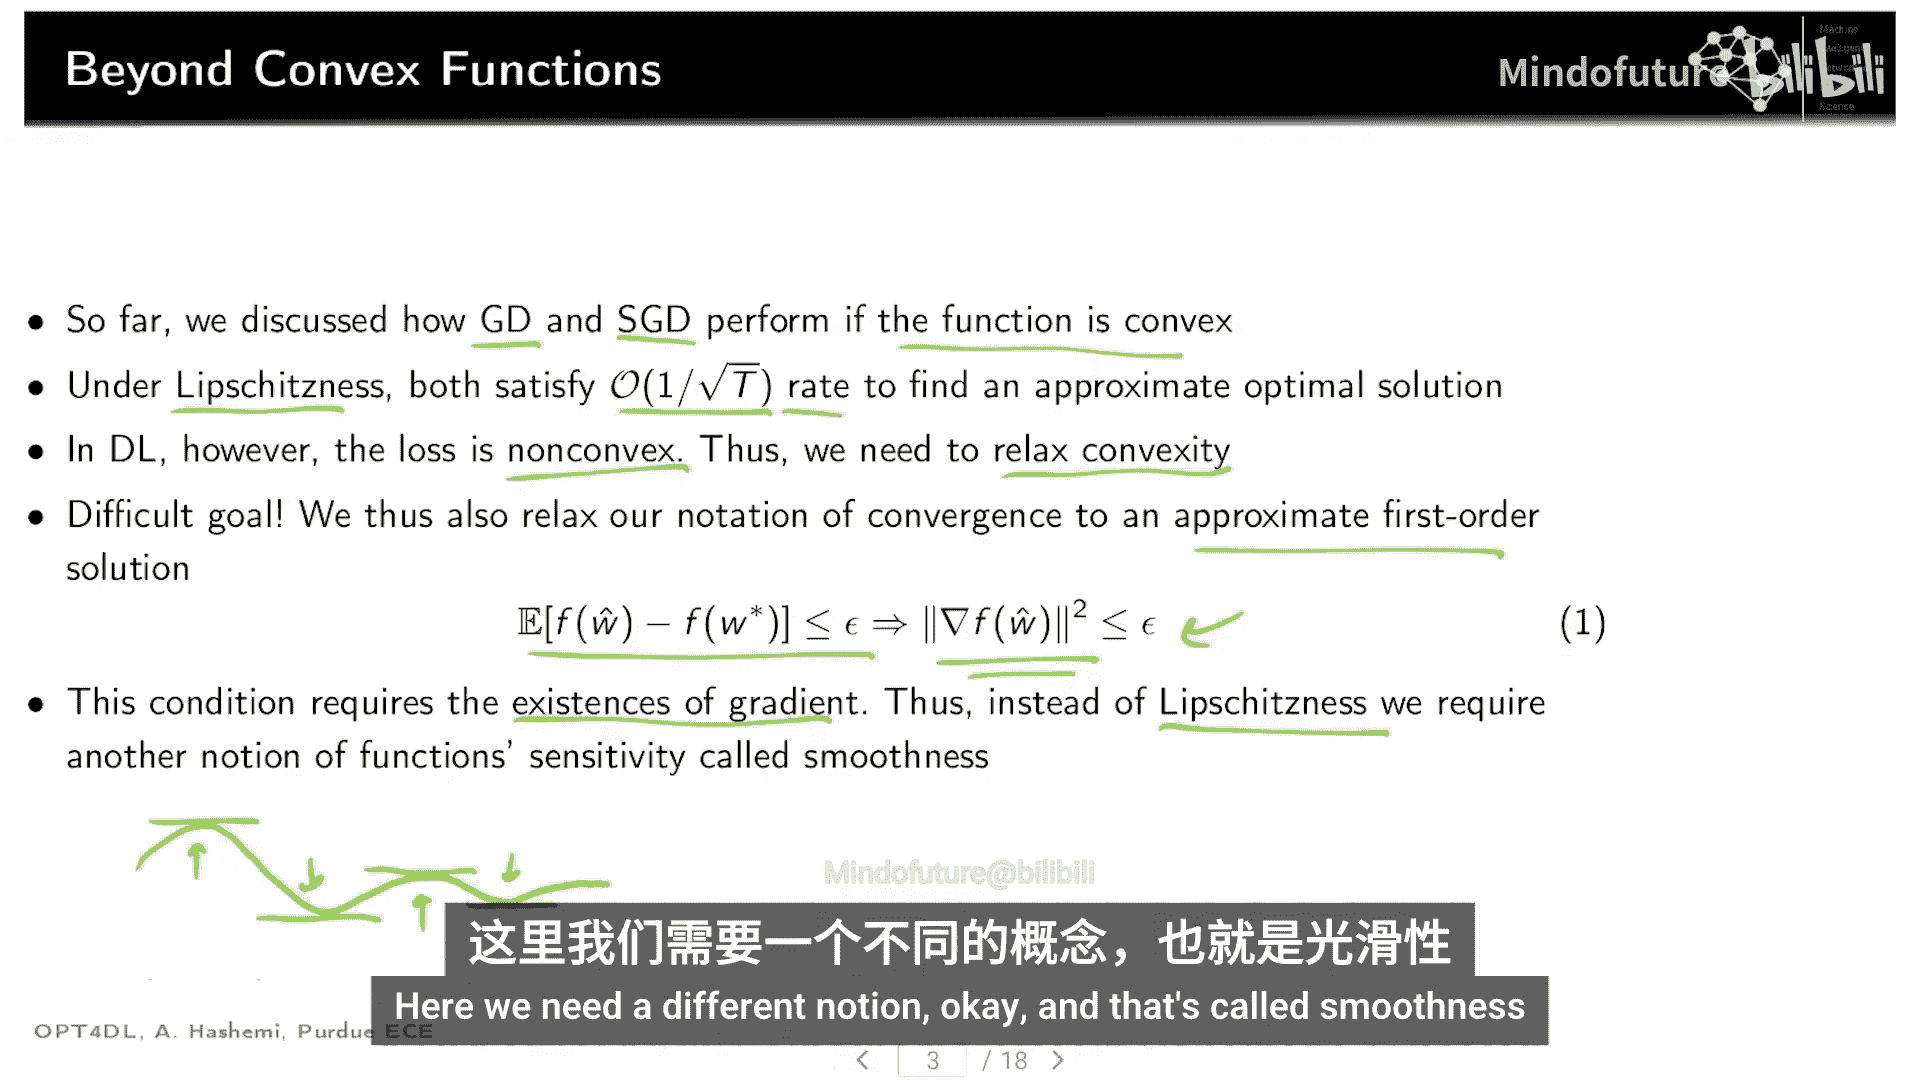 Beyond Convex Functions
Mindofuture
bilibili
Machine
Science
• So far, we discussed how GD and SGD perform if the function is convex
• Under Lipschitzness, both satisfy 𝒪(1/√T) rate to find an approximate optimal solution
• In DL, however, the loss is nonconvex. Thus, we need to relax convexity
• Difficult goal! We thus also relax our notation of convergence to an approximate first-order
solution
𝔼[f(ŵ) − f(w*)] ≤ ϵ ⇒ ‖∇f(ŵ)‖² ≤ ϵ (1)
• This condition requires the existences of gradient. Thus, instead of Lipschitzness we require
another notion of functions' sensitivity called smoothness
Mindofuture@bilibili
这里我们需要一个不同的概念，也就是光滑性
Here we need a different notion, okay, and that's called smoothness
OPT4DL, A. Hashemi, Purdue ECE
3 / 18